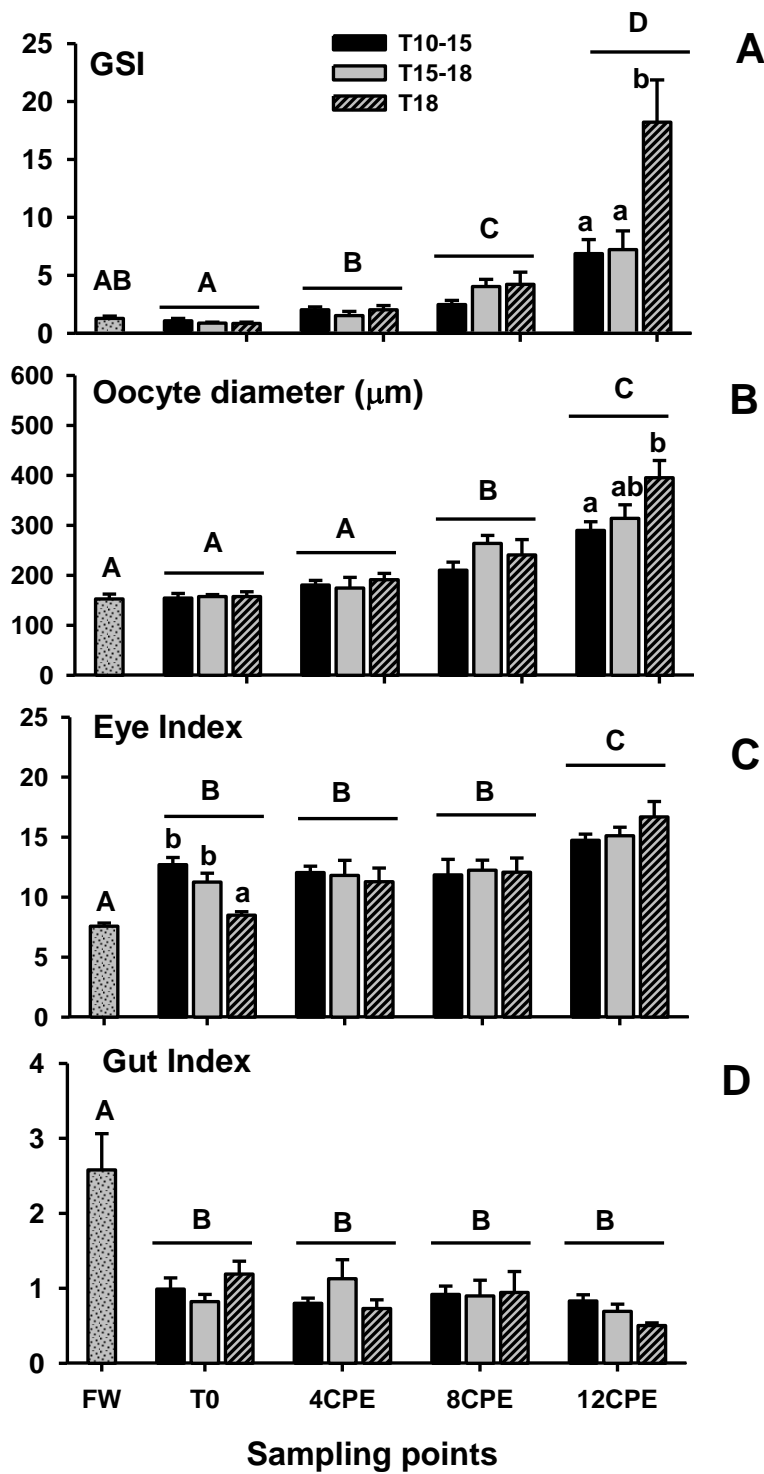 GSI
T10-15
T15-18
T18
A
25
20
15
10
5
0
AB
A
B
C
D
a
a
b
Oocyte diameter (μm)
B
600
500
400
300
200
100
0
A
A
A
B
C
a
ab
b
Eye Index
C
25
20
15
10
5
0
A
B
b
b
a
B
B
C
Gut Index
D
4
3
2
1
0
A
B
B
B
B
FW
T0
4CPE
8CPE
12CPE
Sampling points